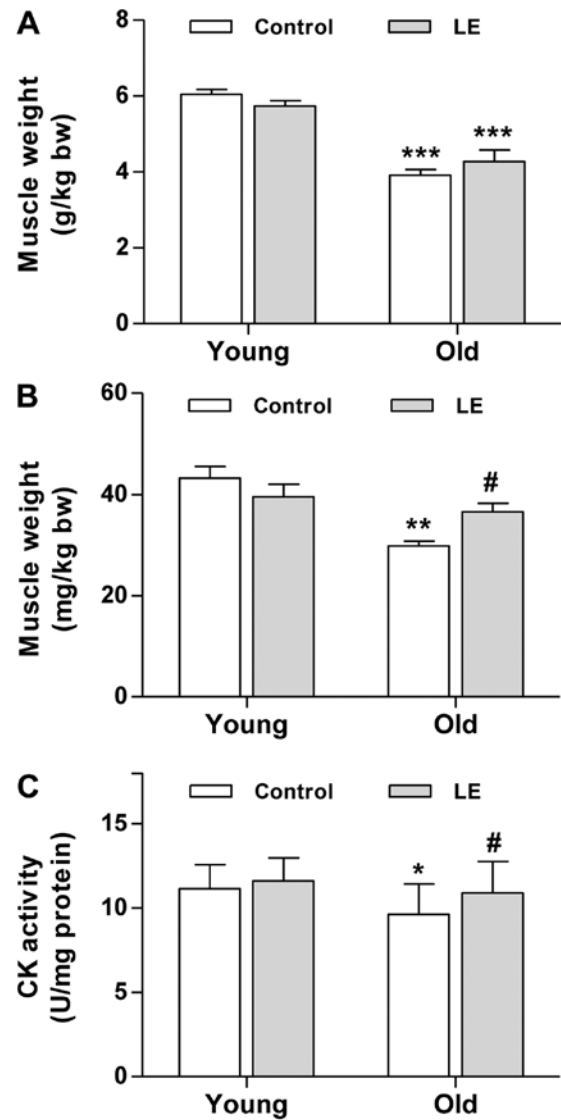 A
Muscle weight
(g/kg bw)
8
6
4
2
0
Control
LE
***
***
Young
Old
B
Muscle weight
(mg/kg bw)
60
40
20
0
Control
LE
**
#
Young
Old
C
CK activity
(U/mg protein)
15
10
5
0
Control
LE
*
#
Young
Old